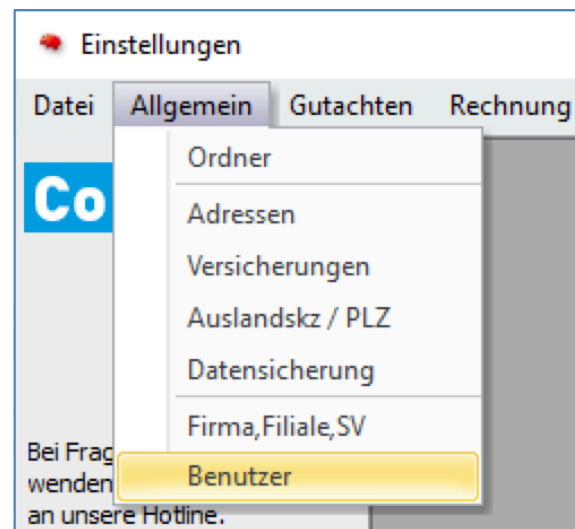 Einstellungen
Datei Allgemein Gutachten Rechnung
Ordner
Co
Adressen
Versicherungen
Auslandskz / PLZ
Datensicherung
Firma,Filiale,SV
Bei Frag
Benutzer
wenden
an unsere Hotline.